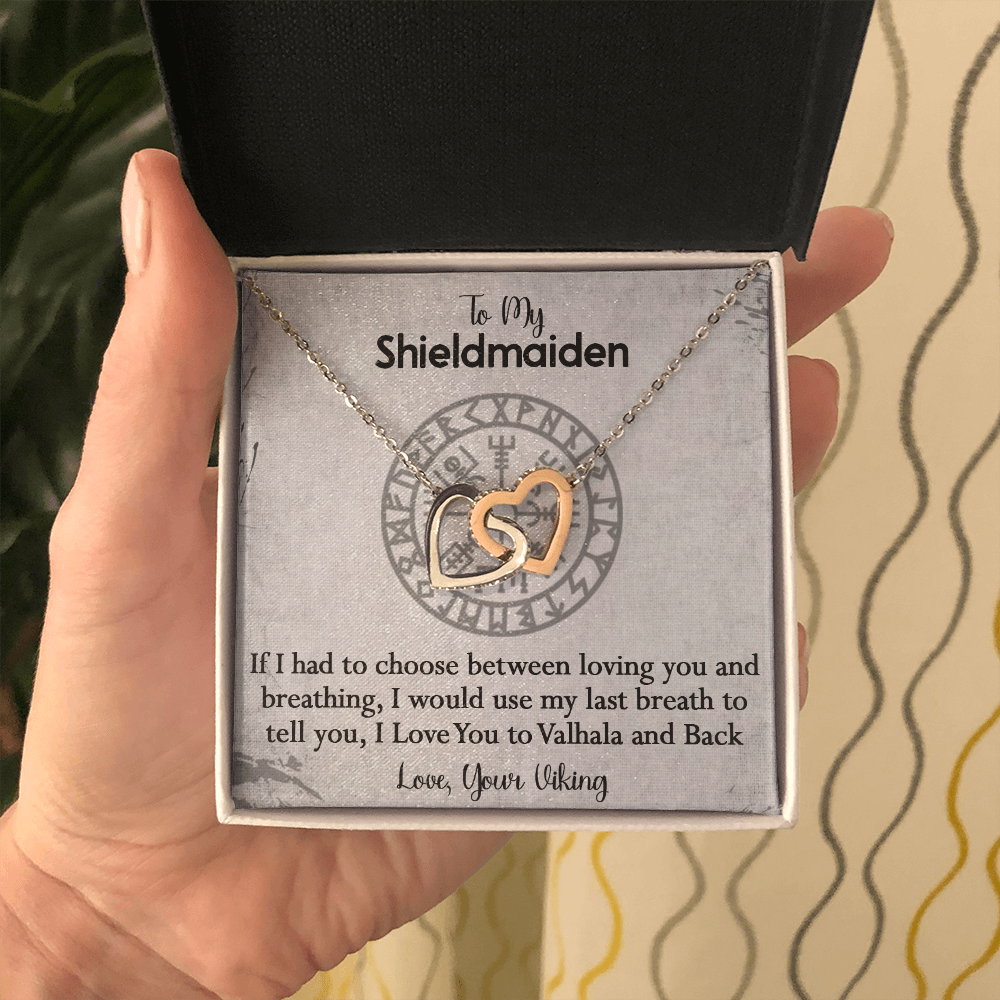 To My
Shieldmaiden
If I had to choose between loving you and
breathing, I would use my last breath to
tell you, I Love You to Valhala and Back
Love, Your Viking